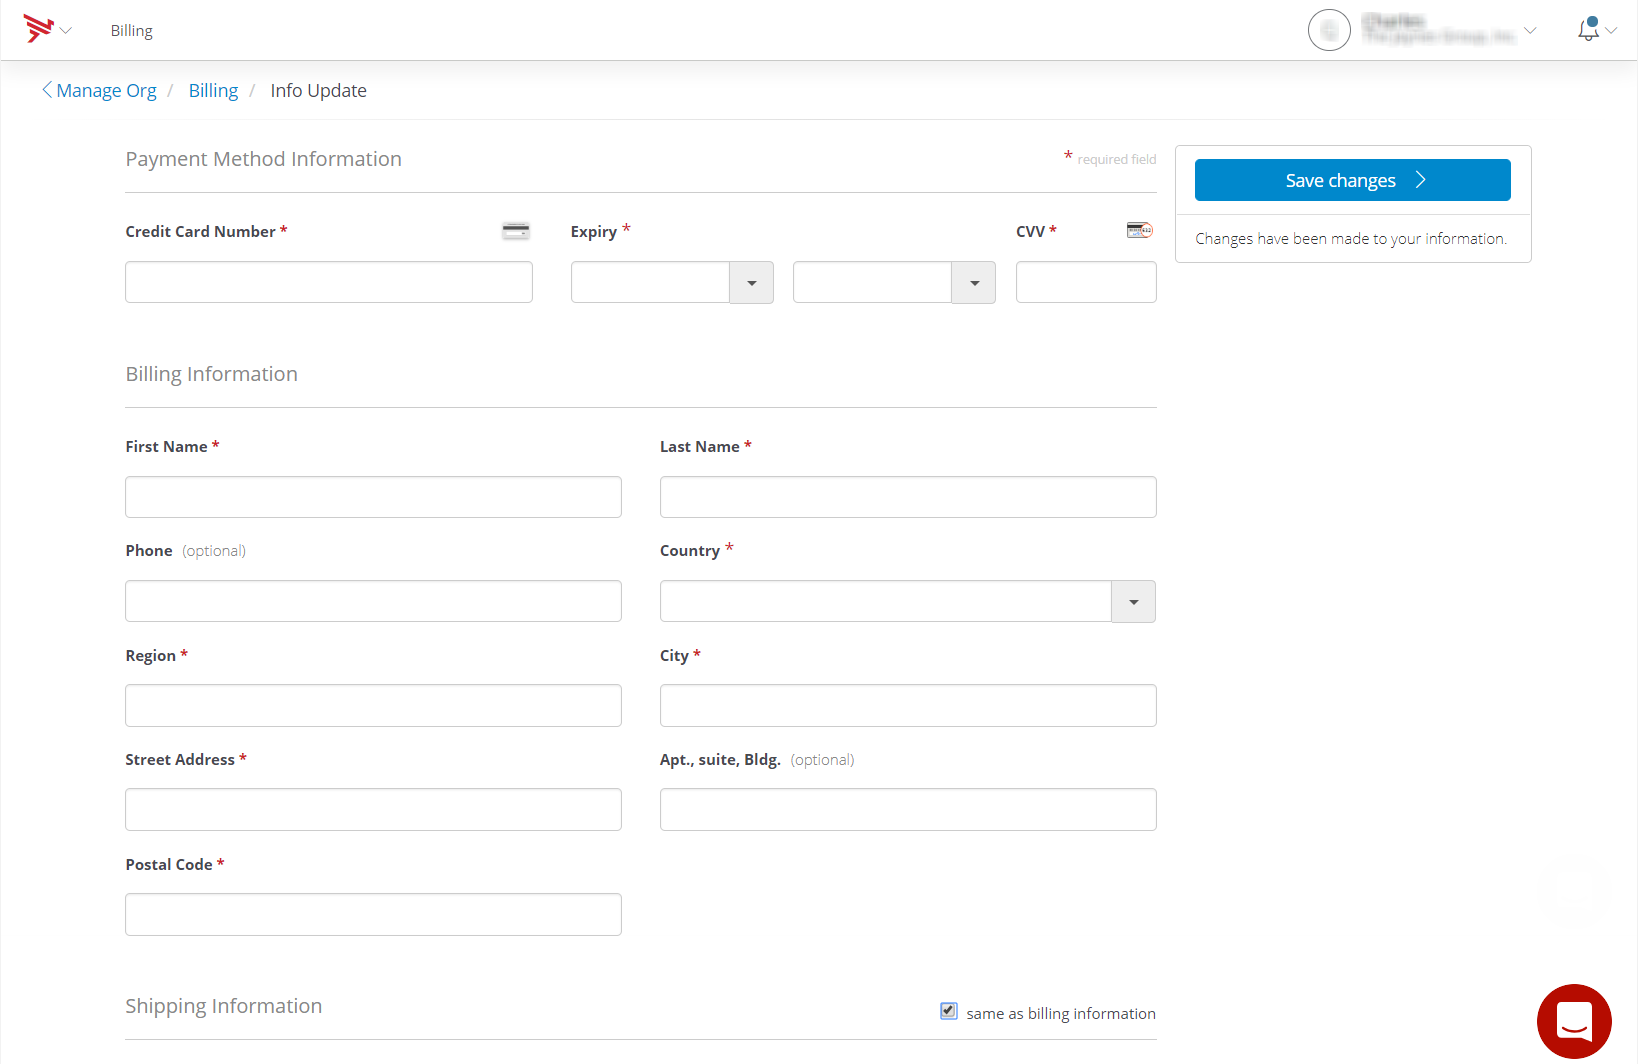 Billing
Manage Org / Billing / Info Update
Payment Method Information
* required field
Save changes
Changes have been made to your information.
Credit Card Number *
Expiry *
CVV *
Billing Information
First Name *
Last Name *
Phone (optional)
Country *
Region *
City *
Street Address *
Apt., suite, Bldg. (optional)
Postal Code *
Shipping Information
same as billing information